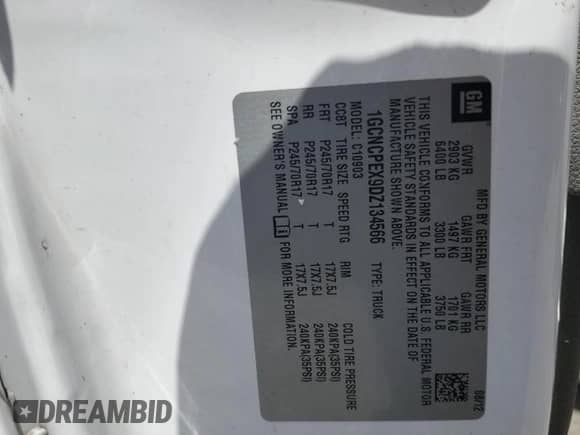 GM
MFD BY GENERAL MOTORS LLC
08/12
GVWR GAWR FRT GAWR RR
2903 KG 1497 KG 1701 KG
6400 LB 3300 LB 3750 LB
THIS VEHICLE CONFORMS TO ALL APPLICABLE U.S. FEDERAL MOTOR
VEHICLE SAFETY STANDARDS IN EFFECT ON THE DATE OF
MANUFACTURE SHOWN ABOVE.
1GCNCPEX9DZ134566 TYPE: TRUCK
MODEL: C10903
CC8T TIRE SIZE SPEED RTG RIM COLD TIRE PRESSURE
FRT P245/70R17 T 17X7.5J 240KPA(35PSI)
RR P245/70R17 T 17X7.5J 240KPA(35PSI)
SPA P245/70R17 T 17X7.5J 240KPA(35PSI)
SEE OWNER'S MANUAL FOR MORE INFORMATION.
DREAMBID